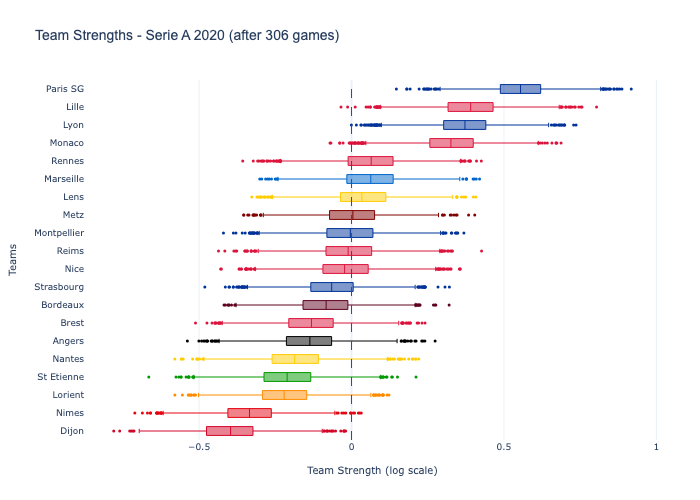 Team Strengths - Serie A 2020 (after 306 games)
Paris SG
Lille
Lyon
Monaco
Rennes
Marseille
Lens
Metz
Montpellier
Reims
Nice
Strasbourg
Bordeaux
Brest
Angers
Nantes
St Etienne
Lorient
Nimes
Dijon
Teams
−0.5
0
0.5
1
Team Strength (log scale)